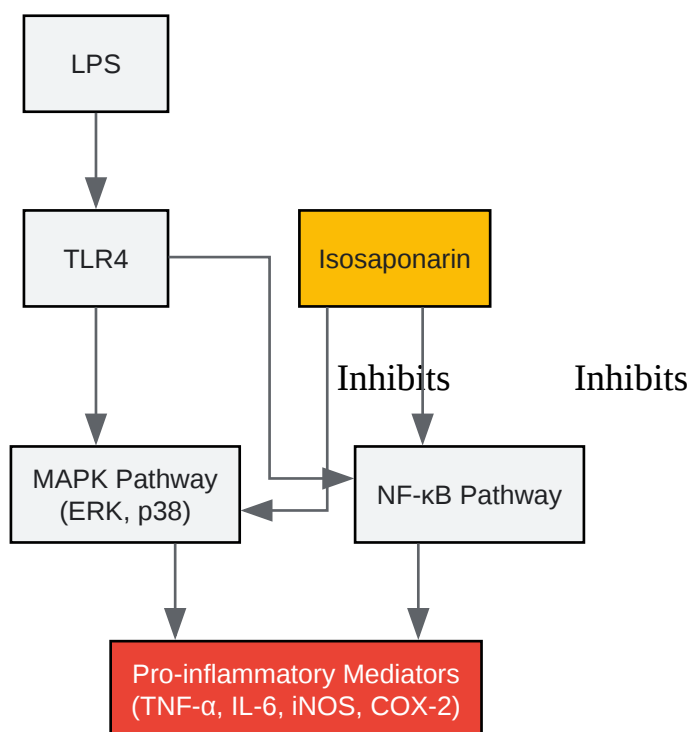 LPS
TLR4
Isosaponarin
Inhibits
Inhibits
MAPK Pathway
(ERK, p38)
NF-κB Pathway
Pro-inflammatory Mediators
(TNF-α, IL-6, iNOS, COX-2)